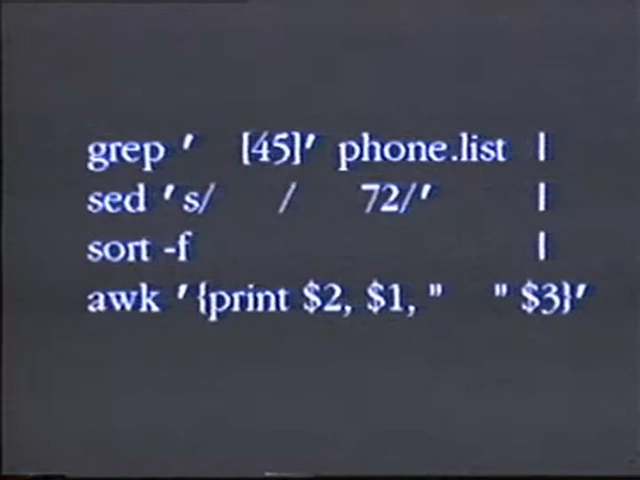 grep '   [45]' phone.list |
sed 's/   /   72/' |
sort -f |
awk '{print $2, $1, "   " $3}'